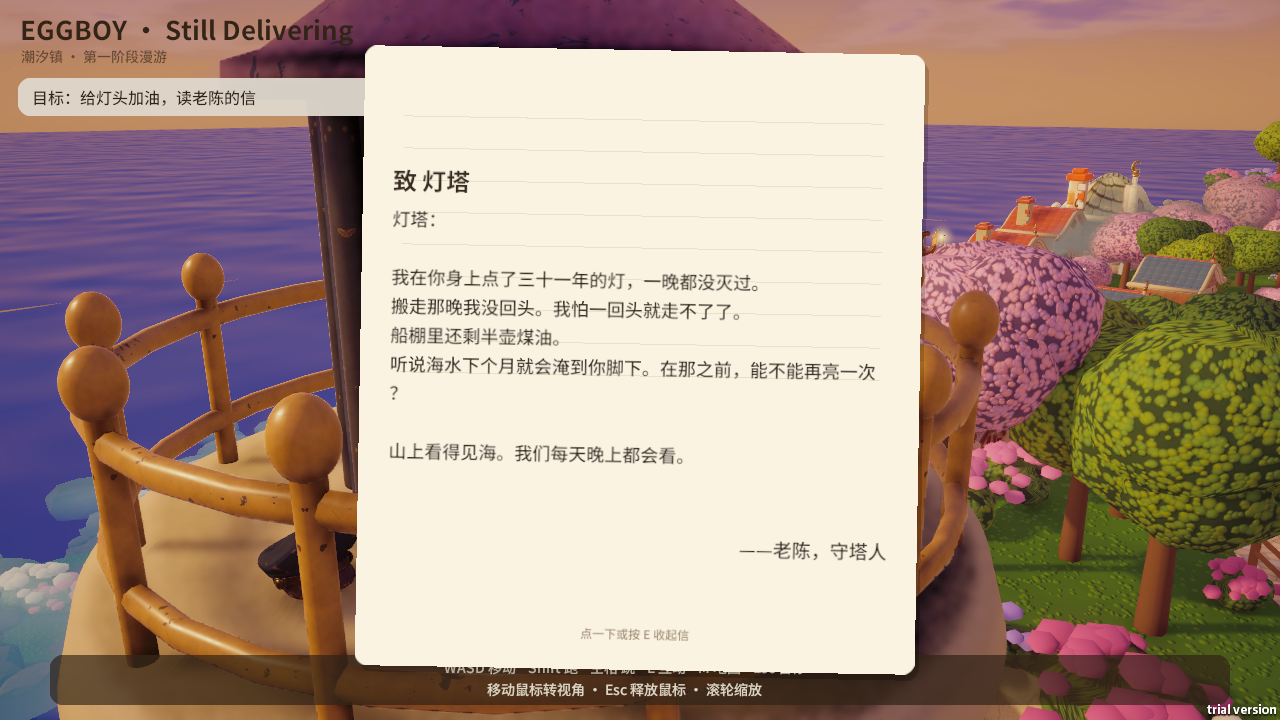 EGGBOY · Still Delivering
潮汐镇 · 第一阶段漫游
目标：给灯头加油，读老陈的信
致 灯塔
灯塔：
我在你身上点了三十一年的灯，一晚都没灭过。
搬走那晚我没回头。我怕一回头就走不了了。
船棚里还剩半壶煤油。
听说海水下个月就会淹到你脚下。在那之前，能不能再亮一次
？
山上看得见海。我们每天晚上都会看。
——老陈，守塔人
点一下或按 E 收起信
WASD 移动
移动鼠标转视角 · Esc 释放鼠标 · 滚轮缩放
trial version